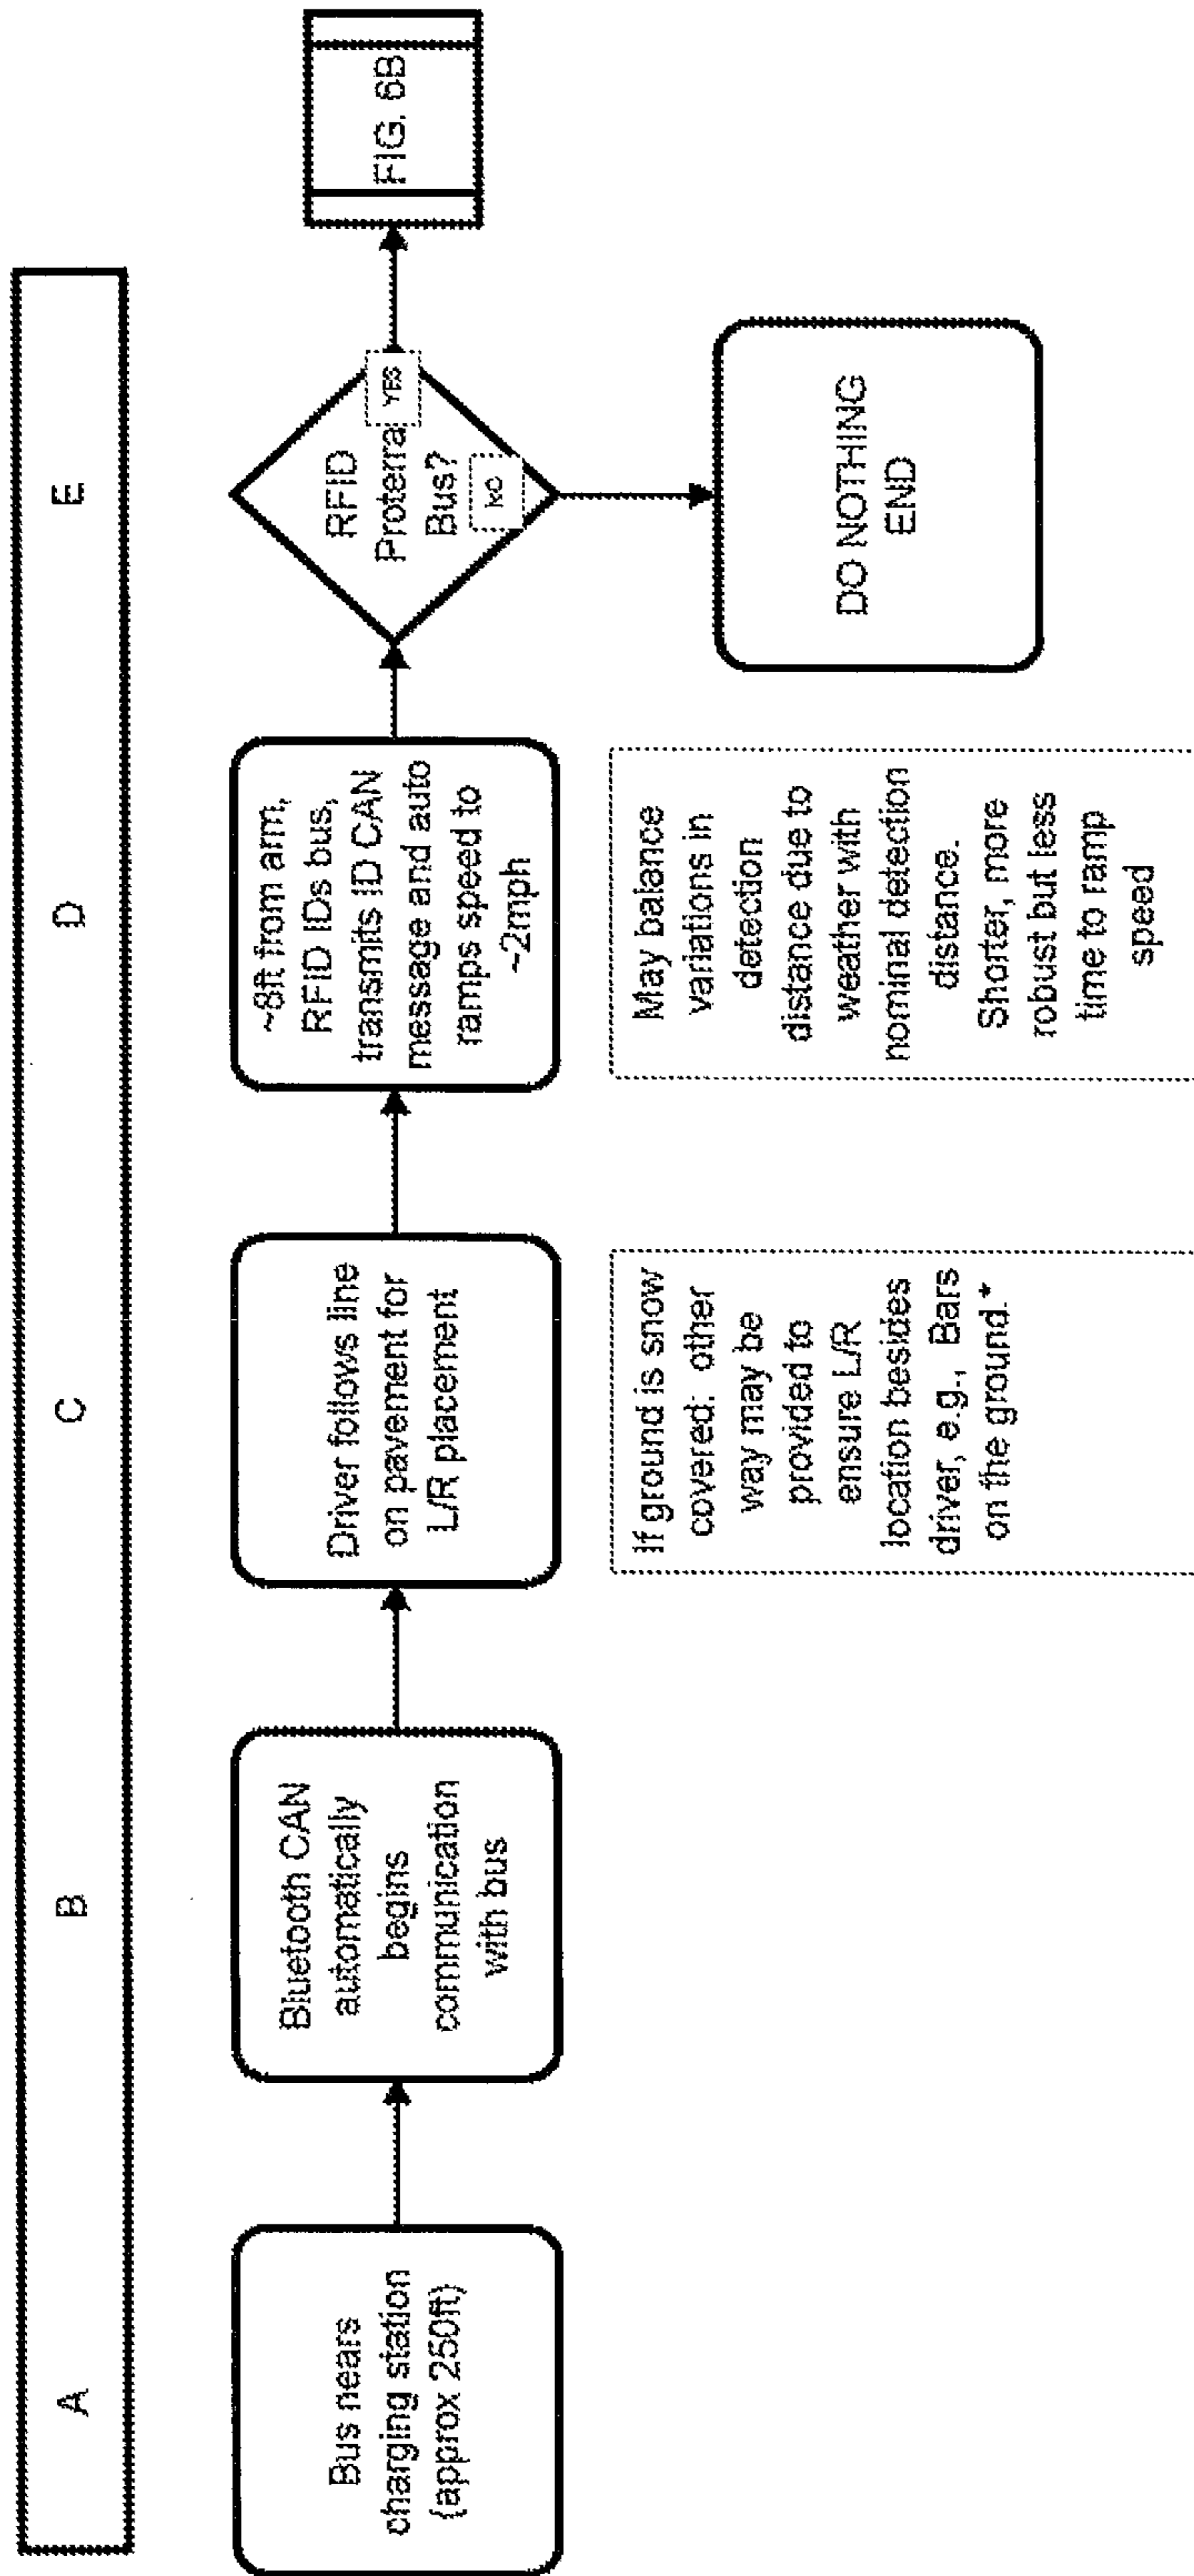 A
B
C
D
E
Bus nears
charging station
(approx 250ft)
Bluetooth CAN
automatically
begins
communication
with bus
Driver follows line
on pavement for
L/R placement
~8ft from arm,
RFID IDs bus,
transmits ID CAN
message and auto
ramps speed to
~2mph
RFID
Proterra
Bus?
YES
NO
FIG. 6B
DO NOTHING
END
If ground is snow
covered: other
way may be
provided to
ensure L/R
location besides
driver, e.g., Bars
on the ground.*
May balance
variations in
detection
distance due to
weather with
nominal detection
distance.
Shorter, more
robust but less
time to ramp
speed